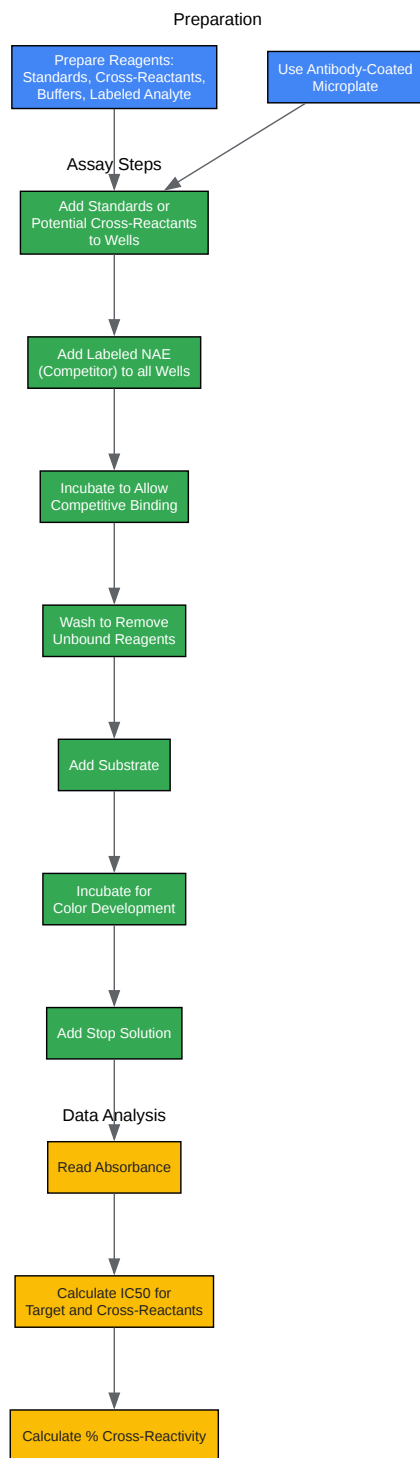 Preparation
Prepare Reagents:
Standards, Cross-Reactants,
Buffers, Labeled Analyte
Use Antibody-Coated
Microplate
Assay Steps
Add Standards or
Potential Cross-Reactants
to Wells
Add Labeled NAE
(Competitor) to all Wells
Incubate to Allow
Competitive Binding
Wash to Remove
Unbound Reagents
Add Substrate
Incubate for
Color Development
Add Stop Solution
Data Analysis
Read Absorbance
Calculate IC50 for
Target and Cross-Reactants
Calculate % Cross-Reactivity